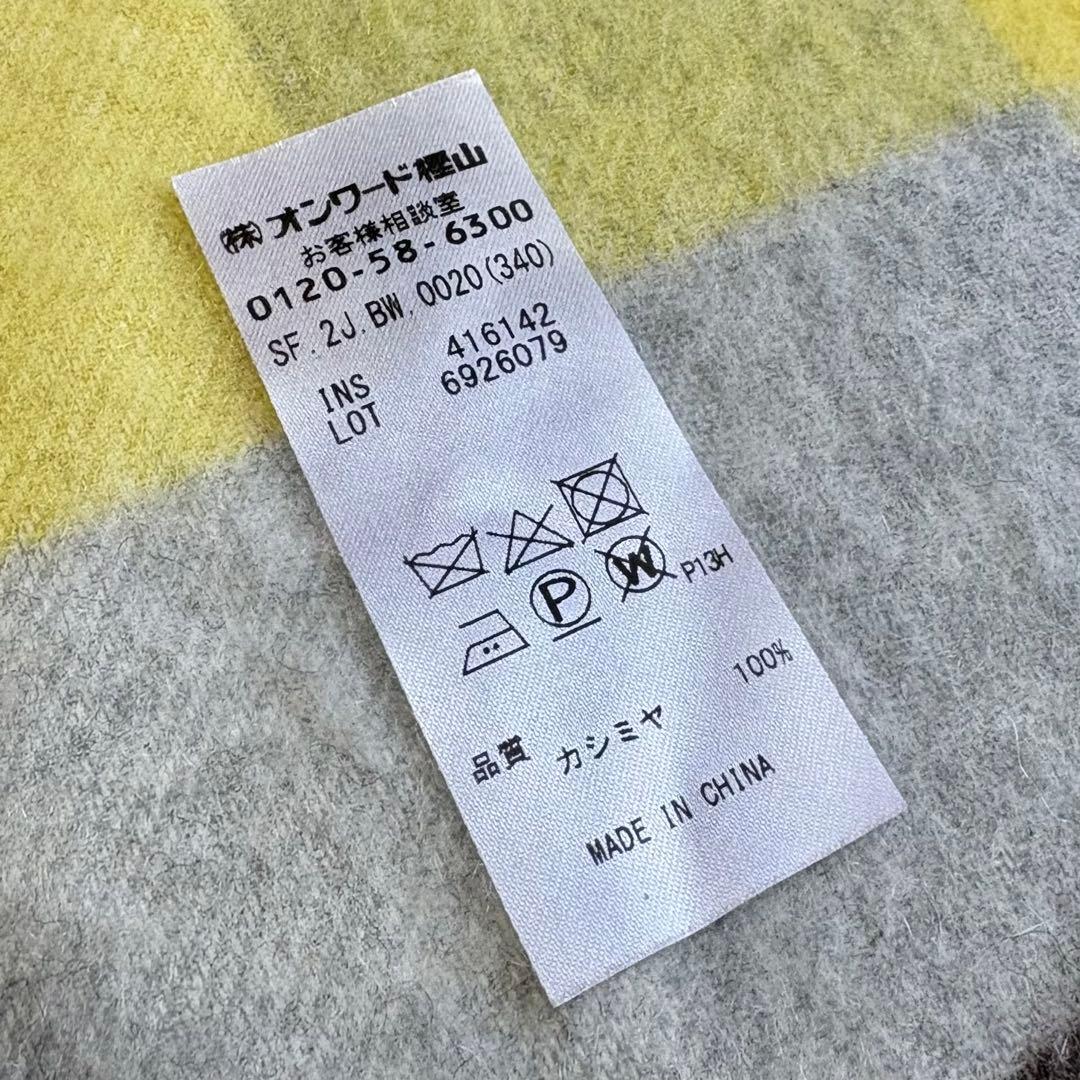 ㈱オンワード樫山
お客様相談室
0120-58-6300
SF.2J.BW.0020(340)
INS 416142
LOT 6926079
P W P13H
100%
品質 カシミヤ
MADE IN CHINA